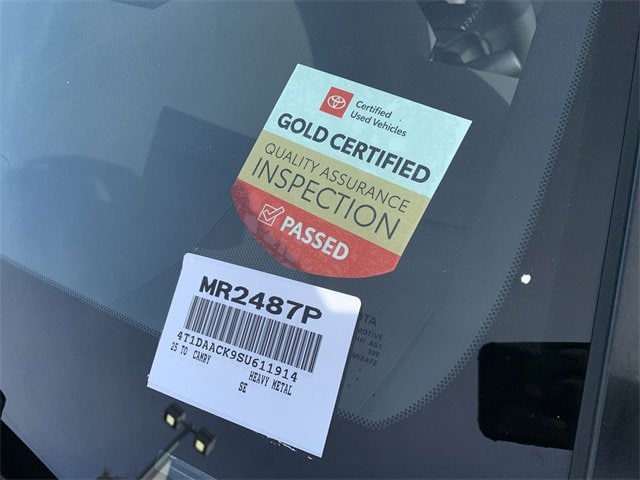 Certified
Used Vehicles
GOLD CERTIFIED
QUALITY ASSURANCE
INSPECTION
PASSED
MR2487P
4T1DAACK9SU611914
25 TO CAMRY
HEAVY METAL
SE